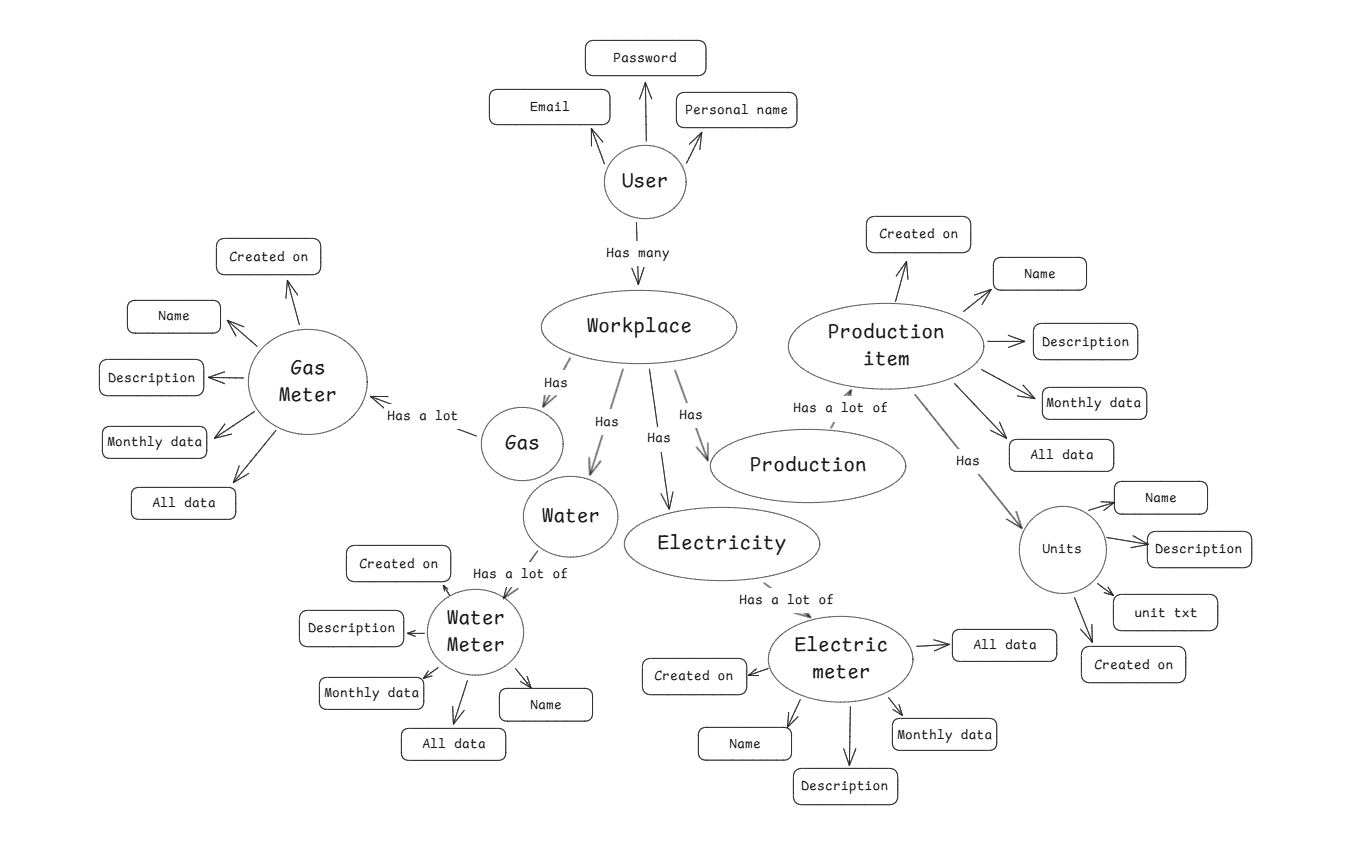 Password
Email
Personal name
User
Has many
Created on
Created on
Name
Name
Workplace
Production
item
Description
Gas
Meter
Description
Has
Monthly data
Has a lot
Has a lot of
Has
Has
Monthly data
Has
Gas
All data
Has
Production
Name
All data
Water
Electricity
Units
Description
Created on
Has a lot of
Has a lot of
unit txt
Description
Water
Meter
Electric
meter
All data
Created on
Created on
Monthly data
Name
Monthly data
All data
Name
Description